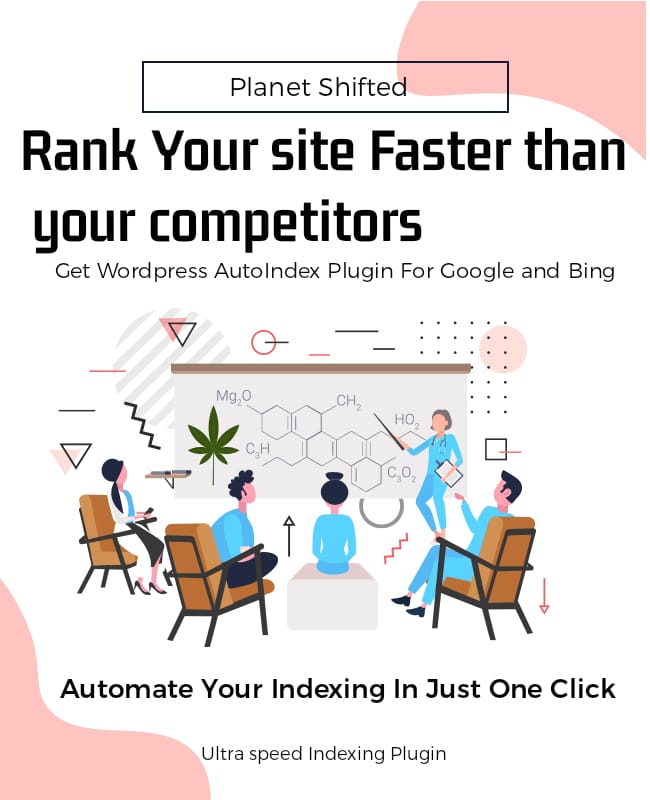 Planet Shifted
Rank Your site Faster than
your competitors
Get Wordpress AutoIndex Plugin For Google and Bing
Mg₂O
CH₂
HO₂
C₃H
C₃O₂
Automate Your Indexing In Just One Click
Ultra speed Indexing Plugin